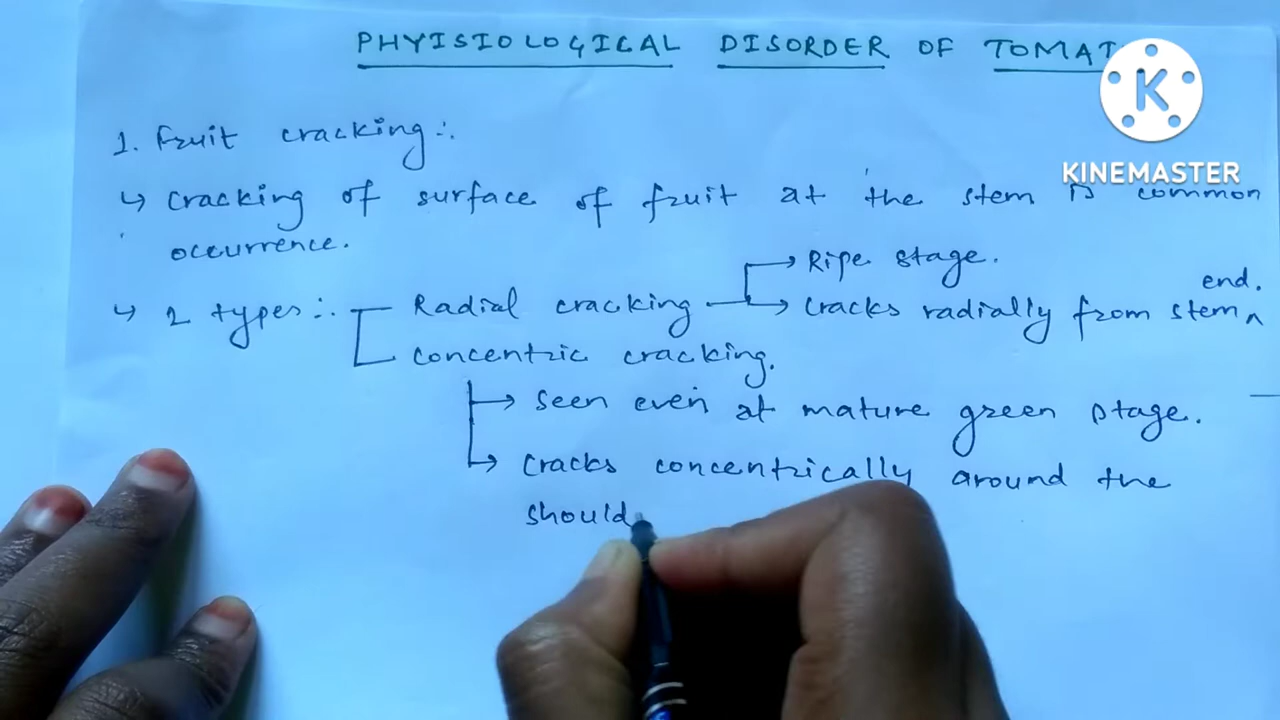 PHYISIOLOGICAL DISORDER OF TOMAT
K
KINEMASTER
1. Fruit cracking:.
↳ cracking of surface of fruit at the stem is common
occurrence.
→ Ripe stage.
end.
↳ 2 types:. Radial cracking → cracks radially from stem ^
concentric cracking.
→ seen even at mature green stage.
→ cracks concentrically around the
should